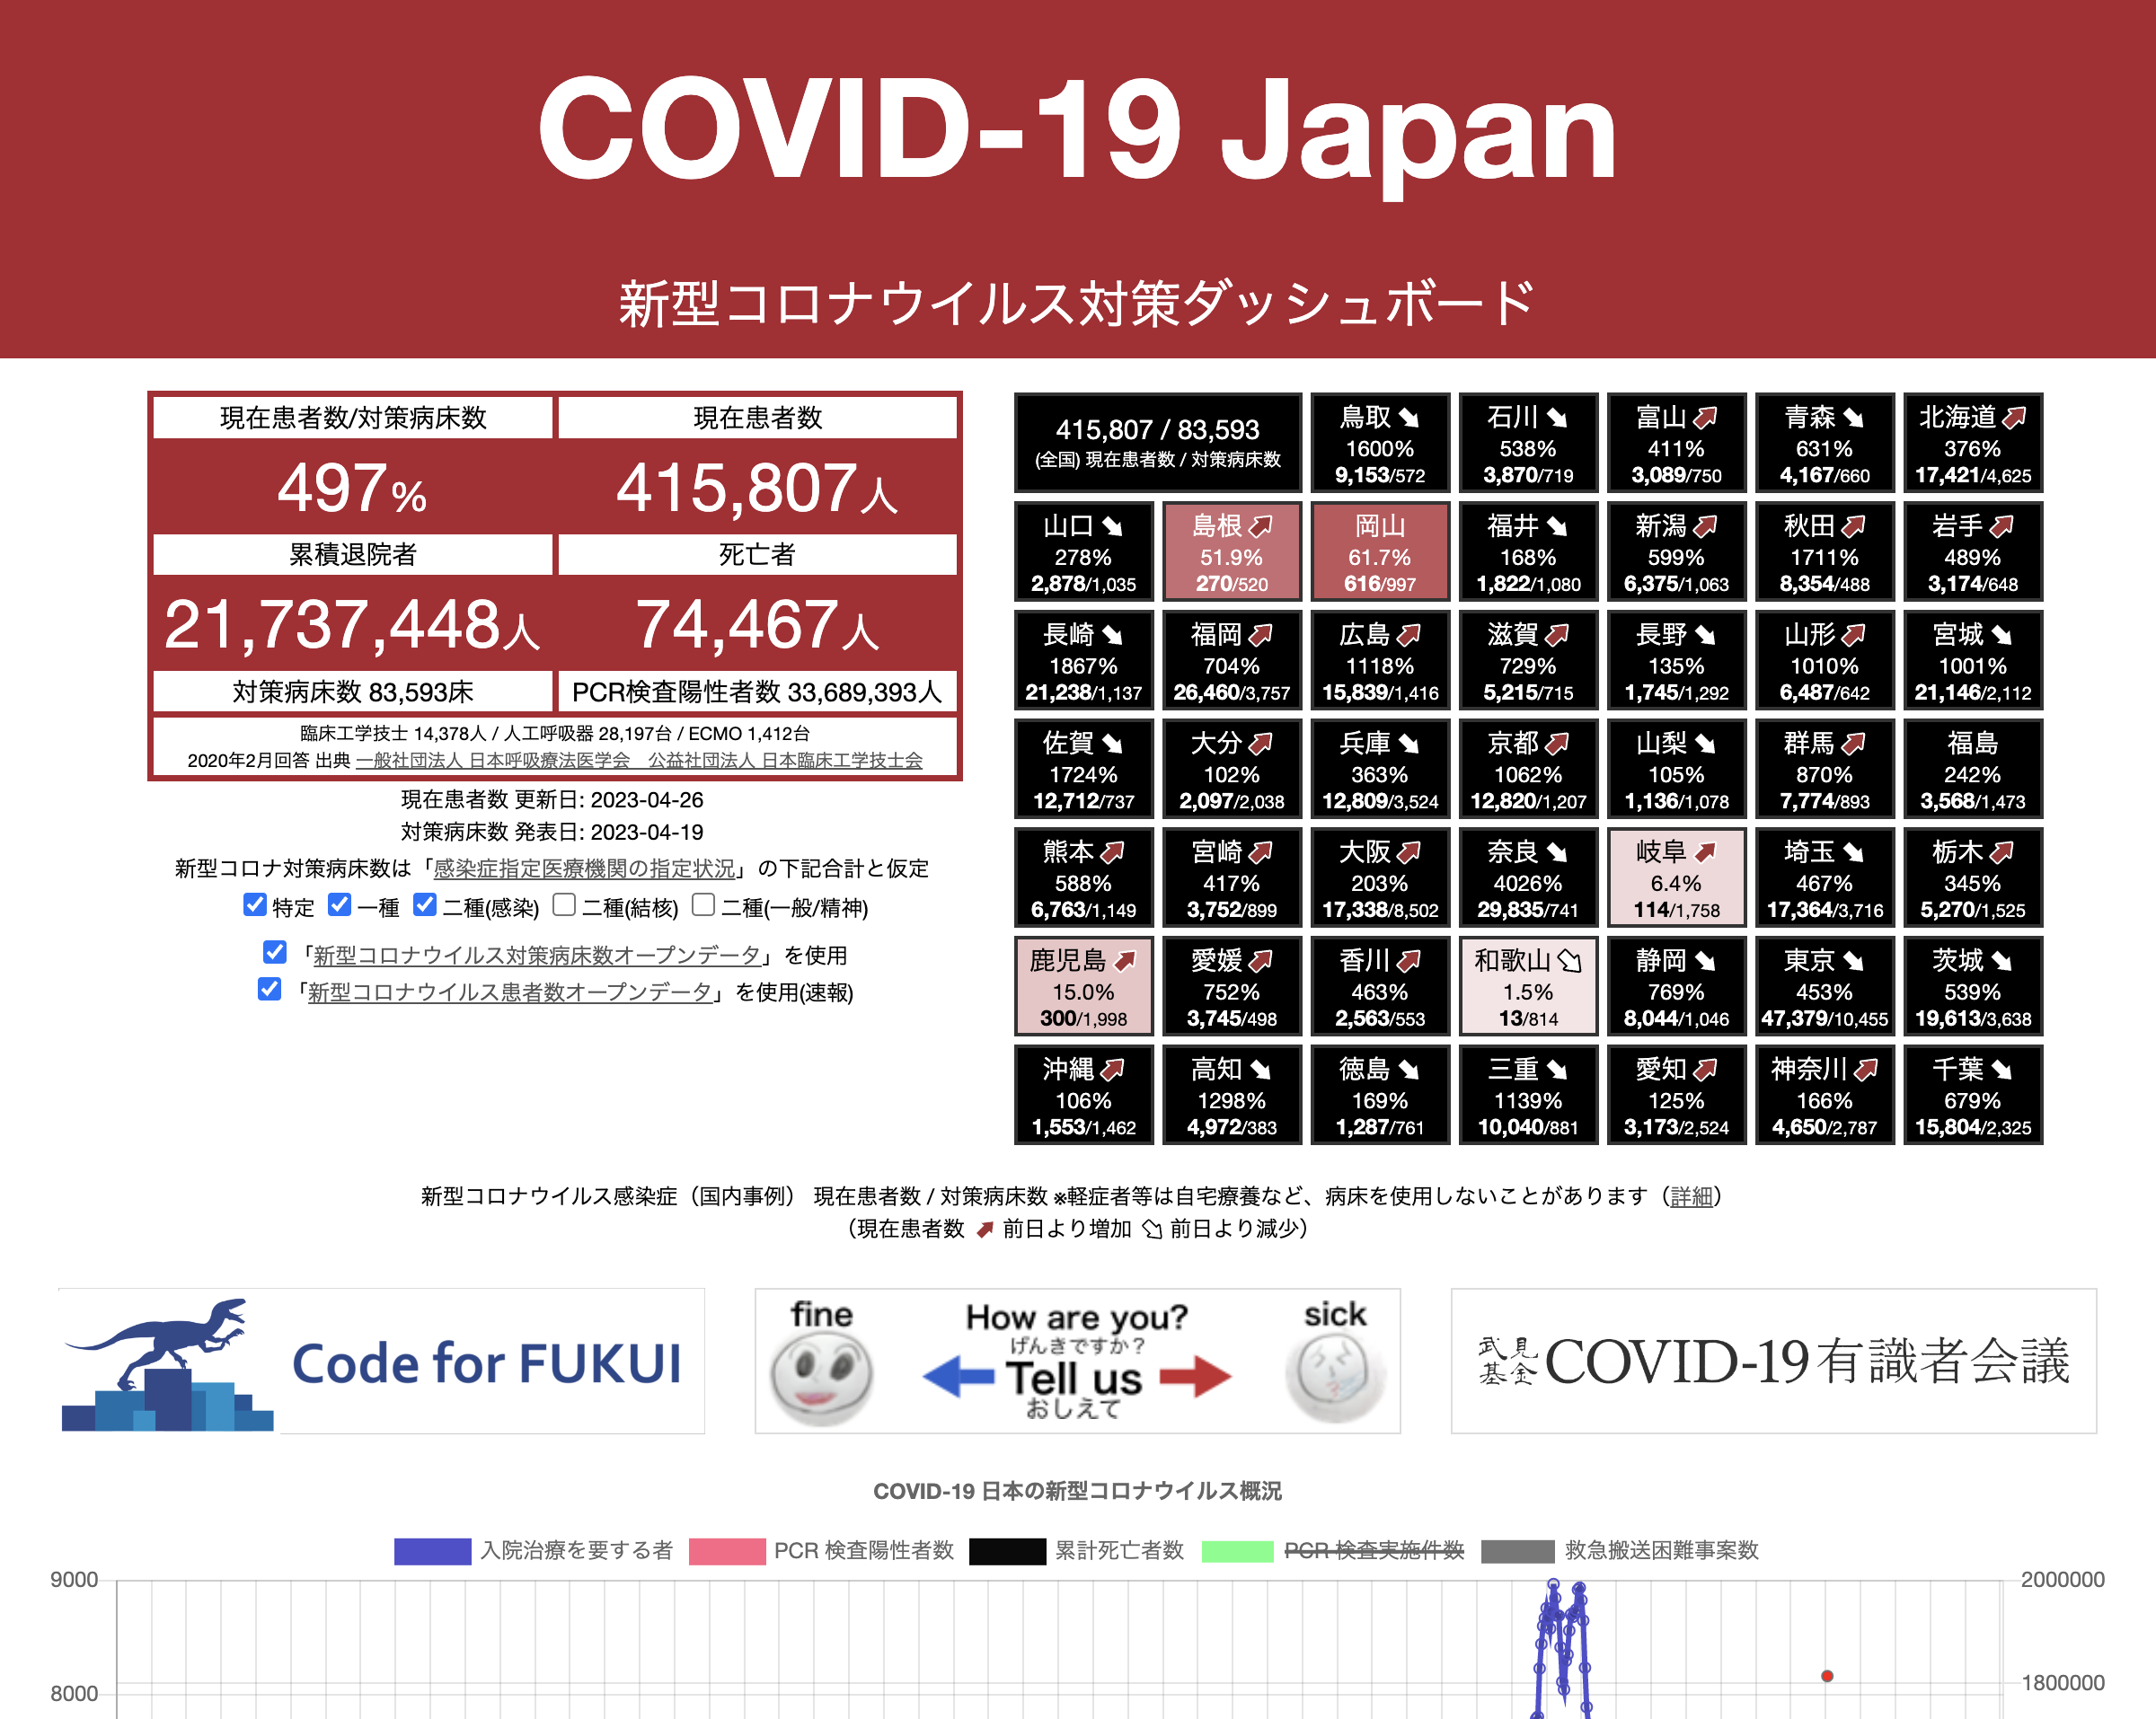 COVID-19 Japan
新型コロナウイルス対策ダッシュボード
現在患者数/対策病床数
現在患者数
497%
415,807人
累積退院者
死亡者
21,737,448人
74,467人
対策病床数 83,593床
PCR検査陽性者数 33,689,393人
臨床工学技士 14,378人 / 人工呼吸器 28,197台 / ECMO 1,412台
2020年2月回答 出典 一般社団法人 日本呼吸療法医学会　公益社団法人 日本臨床工学技士会
現在患者数 更新日: 2023-04-26
対策病床数 発表日: 2023-04-19
新型コロナ対策病床数は「感染症指定医療機関の指定状況」の下記合計と仮定
特定 一種 二種(感染) 二種(結核) 二種(一般/精神)
「新型コロナウイルス対策病床数オープンデータ」を使用
「新型コロナウイルス患者数オープンデータ」を使用(速報)
415,807 / 83,593
(全国) 現在患者数 / 対策病床数
鳥取
1600%
9,153/572
石川
538%
3,870/719
富山
411%
3,089/750
青森
631%
4,167/660
北海道
376%
17,421/4,625
山口
278%
2,878/1,035
島根
51.9%
270/520
岡山
61.7%
616/997
福井
168%
1,822/1,080
新潟
599%
6,375/1,063
秋田
1711%
8,354/488
岩手
489%
3,174/648
長崎
1867%
21,238/1,137
福岡
704%
26,460/3,757
広島
1118%
15,839/1,416
滋賀
729%
5,215/715
長野
135%
1,745/1,292
山形
1010%
6,487/642
宮城
1001%
21,146/2,112
佐賀
1724%
12,712/737
大分
102%
2,097/2,038
兵庫
363%
12,809/3,524
京都
1062%
12,820/1,207
山梨
105%
1,136/1,078
群馬
870%
7,774/893
福島
242%
3,568/1,473
熊本
588%
6,763/1,149
宮崎
417%
3,752/899
大阪
203%
17,338/8,502
奈良
4026%
29,835/741
岐阜
6.4%
114/1,758
埼玉
467%
17,364/3,716
栃木
345%
5,270/1,525
鹿児島
15.0%
300/1,998
愛媛
752%
3,745/498
香川
463%
2,563/553
和歌山
1.5%
13/814
静岡
769%
8,044/1,046
東京
453%
47,379/10,455
茨城
539%
19,613/3,638
沖縄
106%
1,553/1,462
高知
1298%
4,972/383
徳島
169%
1,287/761
三重
1139%
10,040/881
愛知
125%
3,173/2,524
神奈川
166%
4,650/2,787
千葉
679%
15,804/2,325
新型コロナウイルス感染症（国内事例） 現在患者数 / 対策病床数 ※軽症者等は自宅療養など、病床を使用しないことがあります（詳細）
（現在患者数 前日より増加 前日より減少）
Code for FUKUI
fine
How are you?
げんきですか？
Tell us
おしえて
sick
武見基金 COVID-19有識者会議
COVID-19 日本の新型コロナウイルス概況
入院治療を要する者 PCR 検査陽性者数 累計死亡者数 PCR 検査実施件数 救急搬送困難事案数
9000
2000000
8000
1800000